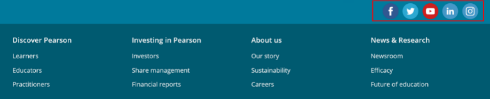 Discover Pearson Investing in Pearson About us News & Research
Learners Investors Our story Newsroom
Educators Share management Sustainability Efficacy
Practitioners Financial reports Careers Future of education